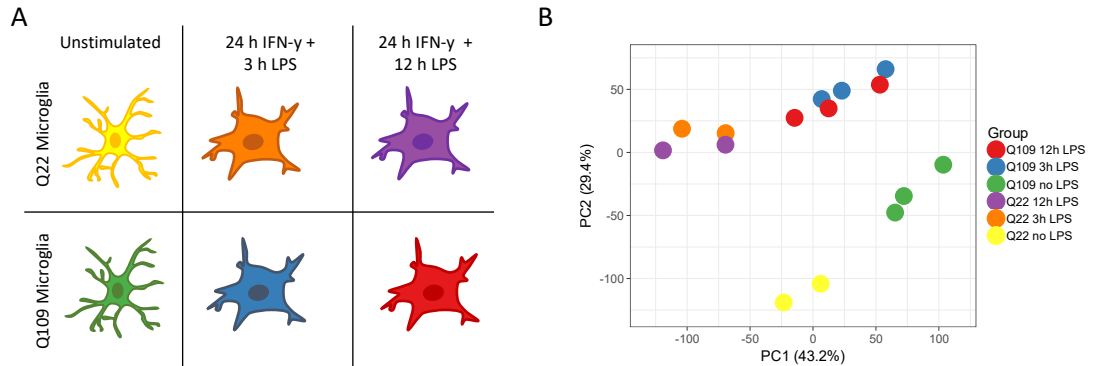 A
Unstimulated
24 h IFN-y +
3 h LPS
24 h IFN-y +
12 h LPS
Q22 Microglia
Q109 Microglia
B
PC2 (29.4%)
50
0
-50
-100
-100
-50
0
50
100
PC1 (43.2%)
Group
Q109 12h LPS
Q109 3h LPS
Q109 no LPS
Q22 12h LPS
Q22 3h LPS
Q22 no LPS